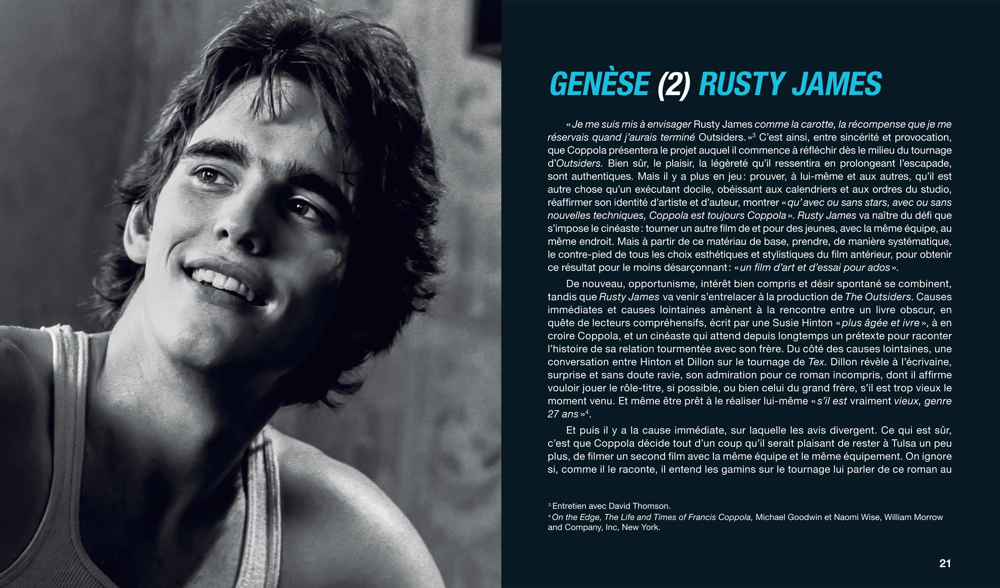 GENÈSE (2) RUSTY JAMES
« Je me suis mis à envisager Rusty James comme la carotte, la récompense que je me
réservais quand j’aurais terminé Outsiders. »³ C’est ainsi, entre sincérité et provocation,
que Coppola présentera le projet auquel il commence à réfléchir dès le milieu du tournage
d’Outsiders. Bien sûr, le plaisir, la légèreté qu’il ressentira en prolongeant l’escapade,
sont authentiques. Mais il y a plus en jeu : prouver, à lui-même et aux autres, qu’il est
autre chose qu’un exécutant docile, obéissant aux calendriers et aux ordres du studio,
réaffirmer son identité d’artiste et d’auteur, montrer « qu’avec ou sans stars, avec ou sans
nouvelles techniques, Coppola est toujours Coppola ». Rusty James va naître du défi que
s’impose le cinéaste : tourner un autre film de et pour des jeunes, avec la même équipe, au
même endroit. Mais à partir de ce matériau de base, prendre, de manière systématique,
le contre-pied de tous les choix esthétiques et stylistiques du film antérieur, pour obtenir
ce résultat pour le moins désarçonnant : « un film d’art et d’essai pour ados ».
De nouveau, opportunisme, intérêt bien compris et désir spontané se combinent,
tandis que Rusty James va venir s’entrelacer à la production de The Outsiders. Causes
immédiates et causes lointaines amènent à la rencontre entre un livre obscur, en
quête de lecteurs compréhensifs, écrit par une Susie Hinton « plus âgée et ivre », à en
croire Coppola, et un cinéaste qui attend depuis longtemps un prétexte pour raconter
l’histoire de sa relation tourmentée avec son frère. Du côté des causes lointaines, une
conversation entre Hinton et Dillon sur le tournage de Tex. Dillon révèle à l’écrivaine,
surprise et sans doute ravie, son admiration pour ce roman incompris, dont il affirme
vouloir jouer le rôle-titre, si possible, ou bien celui du grand frère, s’il est trop vieux le
moment venu. Et même être prêt à le réaliser lui-même « s’il est vraiment vieux, genre
27 ans »⁴.
Et puis il y a la cause immédiate, sur laquelle les avis divergent. Ce qui est sûr,
c’est que Coppola décide tout d’un coup qu’il serait plaisant de rester à Tulsa un peu
plus, de filmer un second film avec la même équipe et le même équipement. On ignore
si, comme il le raconte, il entend les gamins sur le tournage lui parler de ce roman au
³ Entretien avec David Thomson.
⁴ On the Edge, The Life and Times of Francis Coppola, Michael Goodwin et Naomi Wise, William Morrow
and Company, Inc, New York.
21